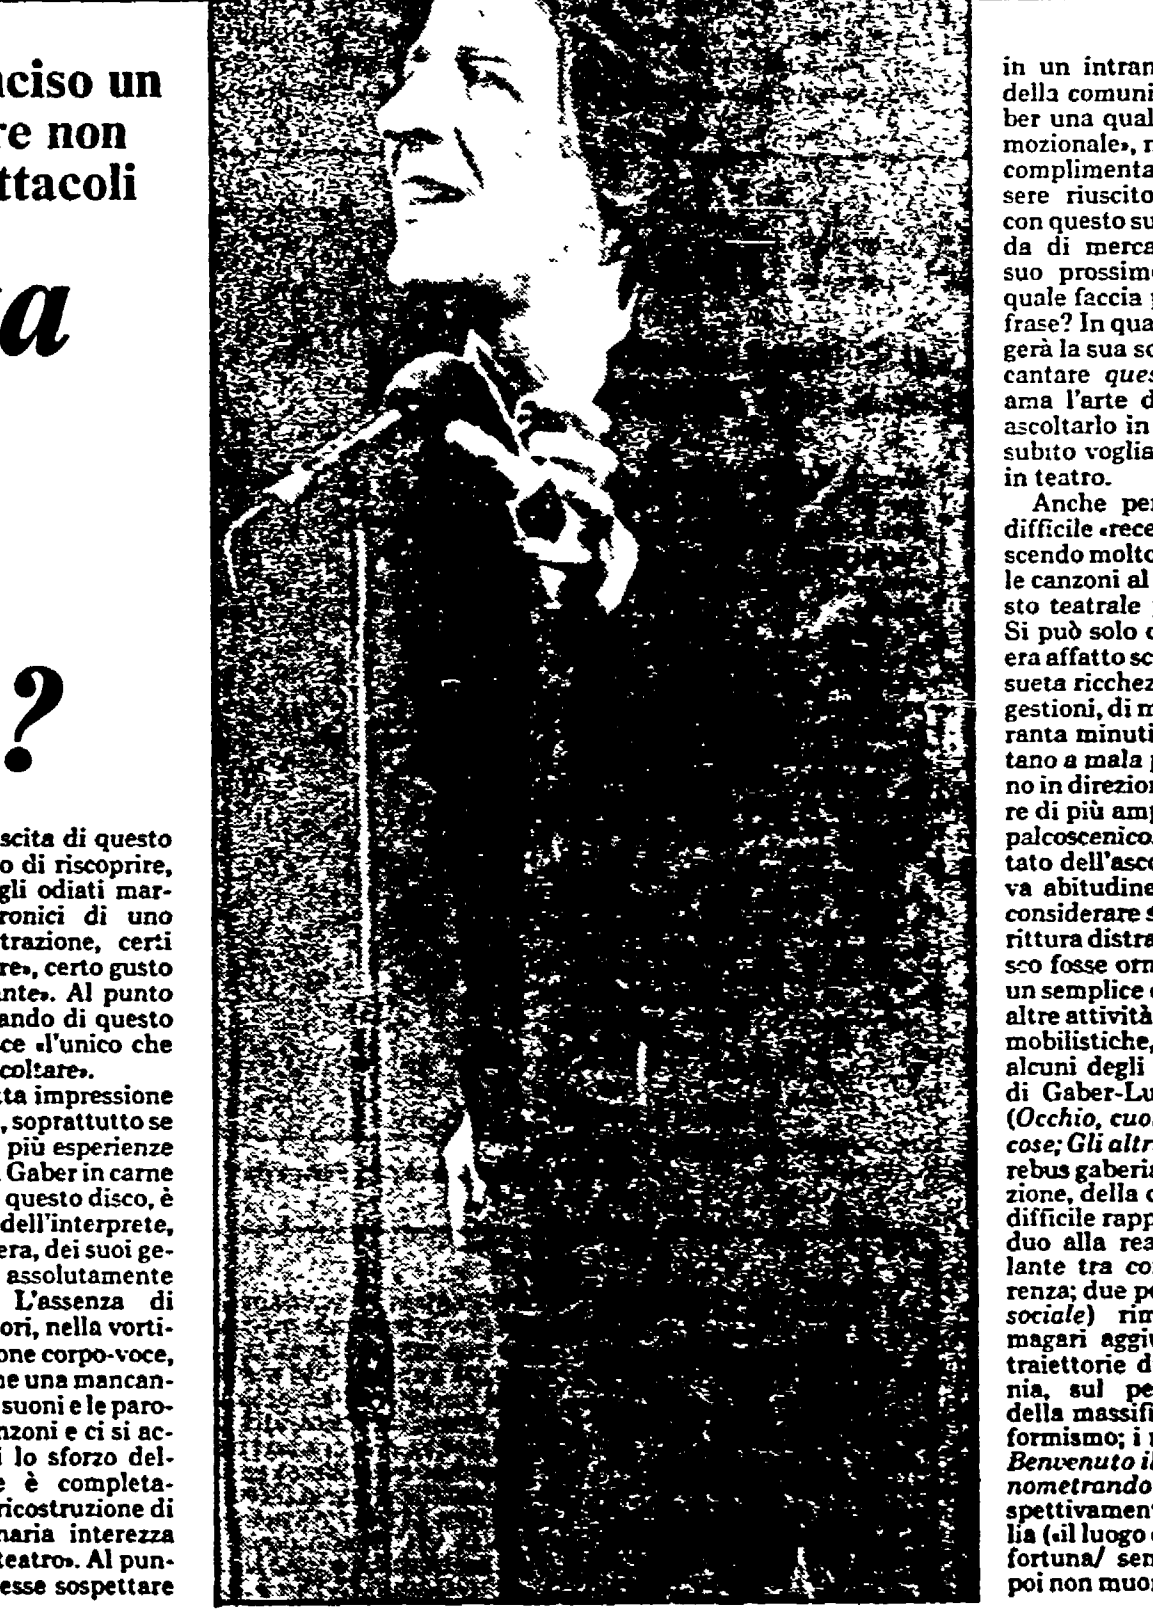 ciso un
re non
ttacoli
a
?
scita di questo
o di riscoprire,
gli odiati mar-
ronici di uno
trazione, certi
re», certo gusto
ante». Al punto
ando di questo
ce «l'unico che
coltare».
ta impressione
, soprattutto se
più esperienze
Gaber in carne
questo disco, è
dell'interprete,
era, dei suoi ge-
assolutamente
L'assenza di
ori, nella vorti-
one corpo-voce,
ne una mancan-
suoni e le paro-
nzoni e ci si ac-
i lo sforzo del-
e è completa-
ricostruzione di
naria interezza
teatro». Al pun-
esse sospettare
in un intran
della comuni
ber una qual
mozionale», n
complimenta
sere riuscito
con questo su
da di merca
suo prossimo
quale faccia
frase? In qua
gerà la sua so
cantare ques
ama l'arte d
ascoltarlo in
subito voglia
in teatro.
Anche per
difficile «rece
scendo molto
le canzoni al
sto teatrale
Si può solo d
era affatto sc
sueta ricchez
gestioni, di m
ranta minuti
tano a mala p
no in direzion
re di più amp
palcoscenico.
tato dell'asco
va abitudine
considerare s
rittura distra
sco fosse orm
un semplice
altre attività
mobilistiche,
alcuni degli
di Gaber-Lu
(Occhio, cuo
cose; Gli altri
rebus gaberia
zione, della c
difficile rapp
duo alla rea
lante tra co
renza; due pe
sociale) rim
magari aggiu
traiettorie d
nia, sul pe
della massifi
formismo; i
Benvenuto il
nometrando
spettivament
lia («il luogo
fortuna/ sen
poi non muor